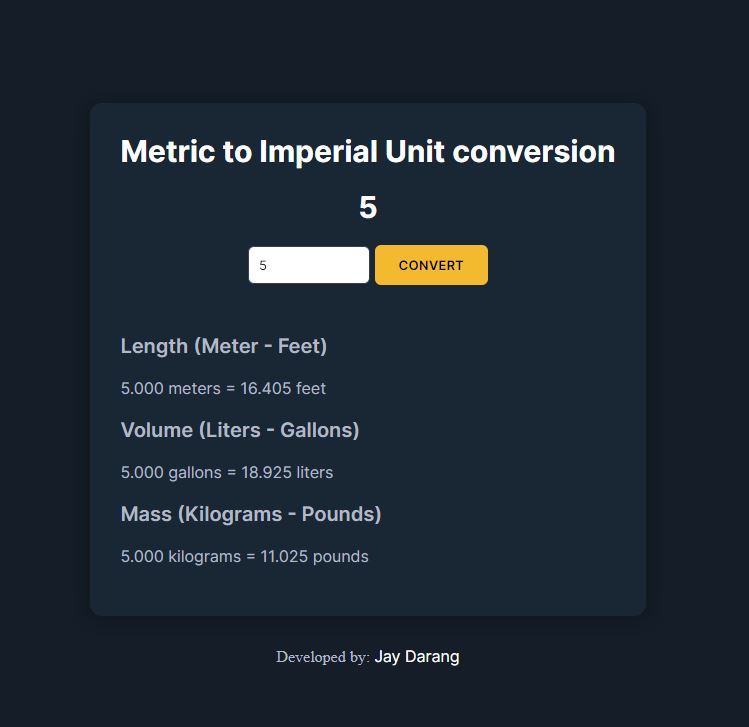 Metric to Imperial Unit conversion
5
5 CONVERT
Length (Meter - Feet)
5.000 meters = 16.405 feet
Volume (Liters - Gallons)
5.000 gallons = 18.925 liters
Mass (Kilograms - Pounds)
5.000 kilograms = 11.025 pounds
Developed by: Jay Darang